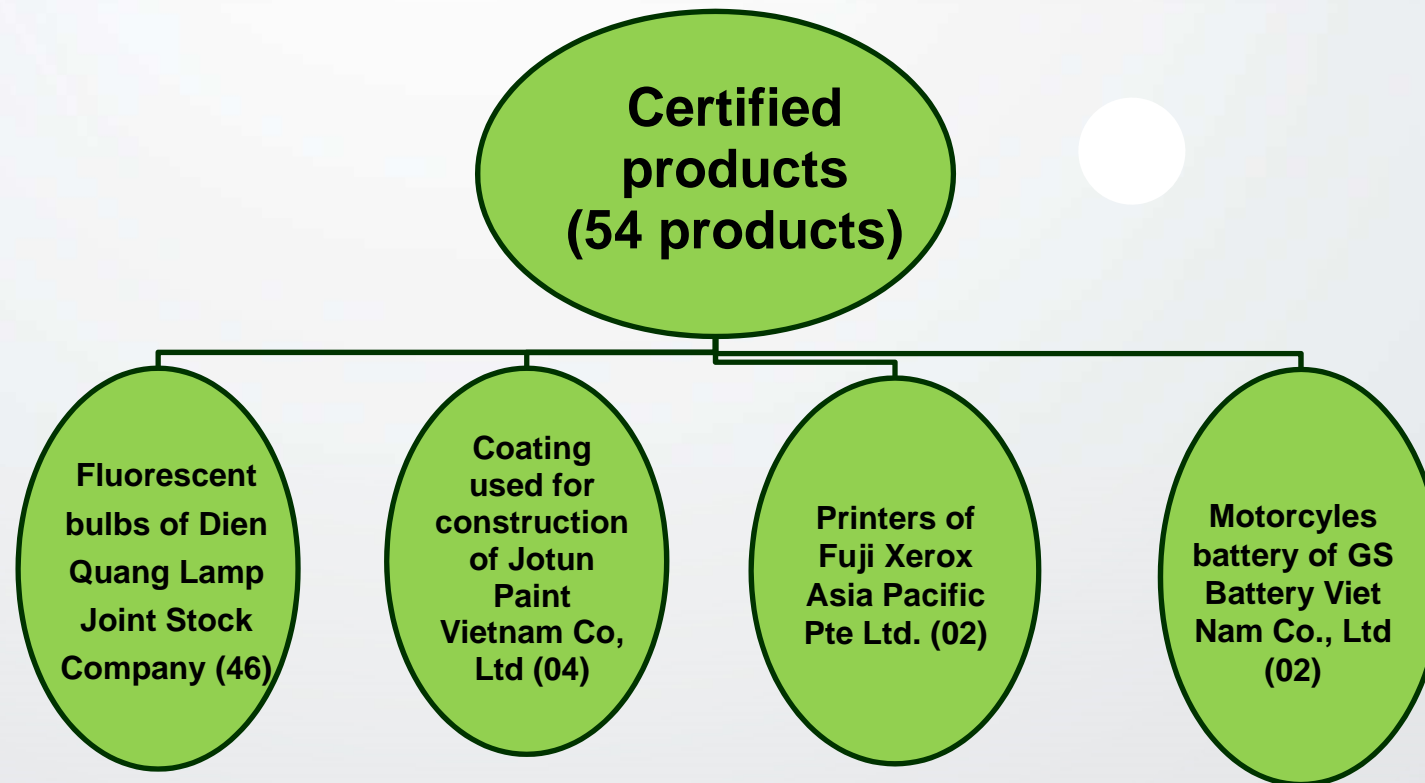 Certified
products
(54 products)
Fluorescent
bulbs of Dien
Quang Lamp
Joint Stock
Company (46)
Coating
used for
construction
of Jotun
Paint
Vietnam Co,
Ltd (04)
Printers of
Fuji Xerox
Asia Pacific
Pte Ltd. (02)
Motorcyles
battery of GS
Battery Viet
Nam Co., Ltd
(02)